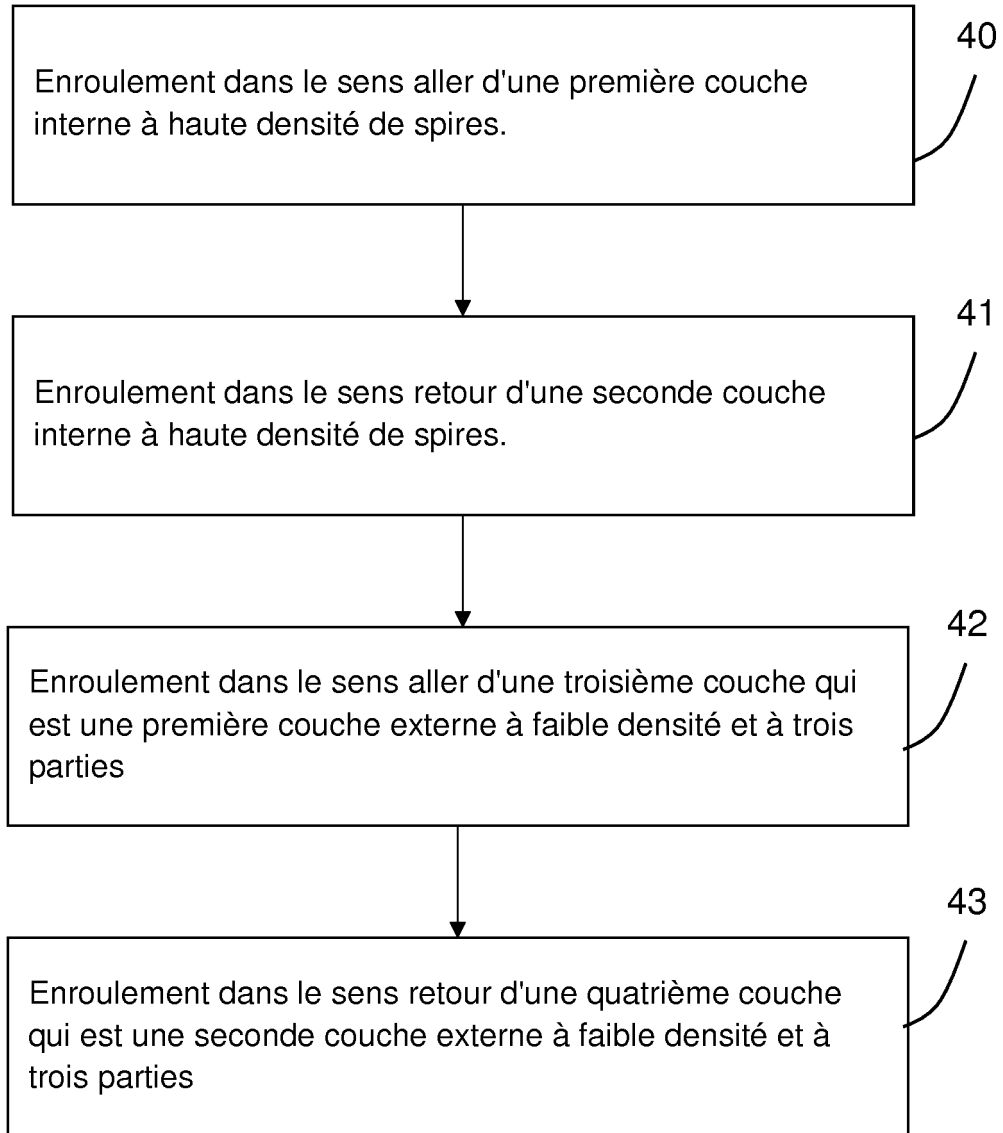 40
Enroulement dans le sens aller d'une première couche
interne à haute densité de spires.
41
Enroulement dans le sens retour d'une seconde couche
interne à haute densité de spires.
42
Enroulement dans le sens aller d'une troisième couche qui
est une première couche externe à faible densité et à trois
parties
43
Enroulement dans le sens retour d'une quatrième couche
qui est une seconde couche externe à faible densité et à
trois parties